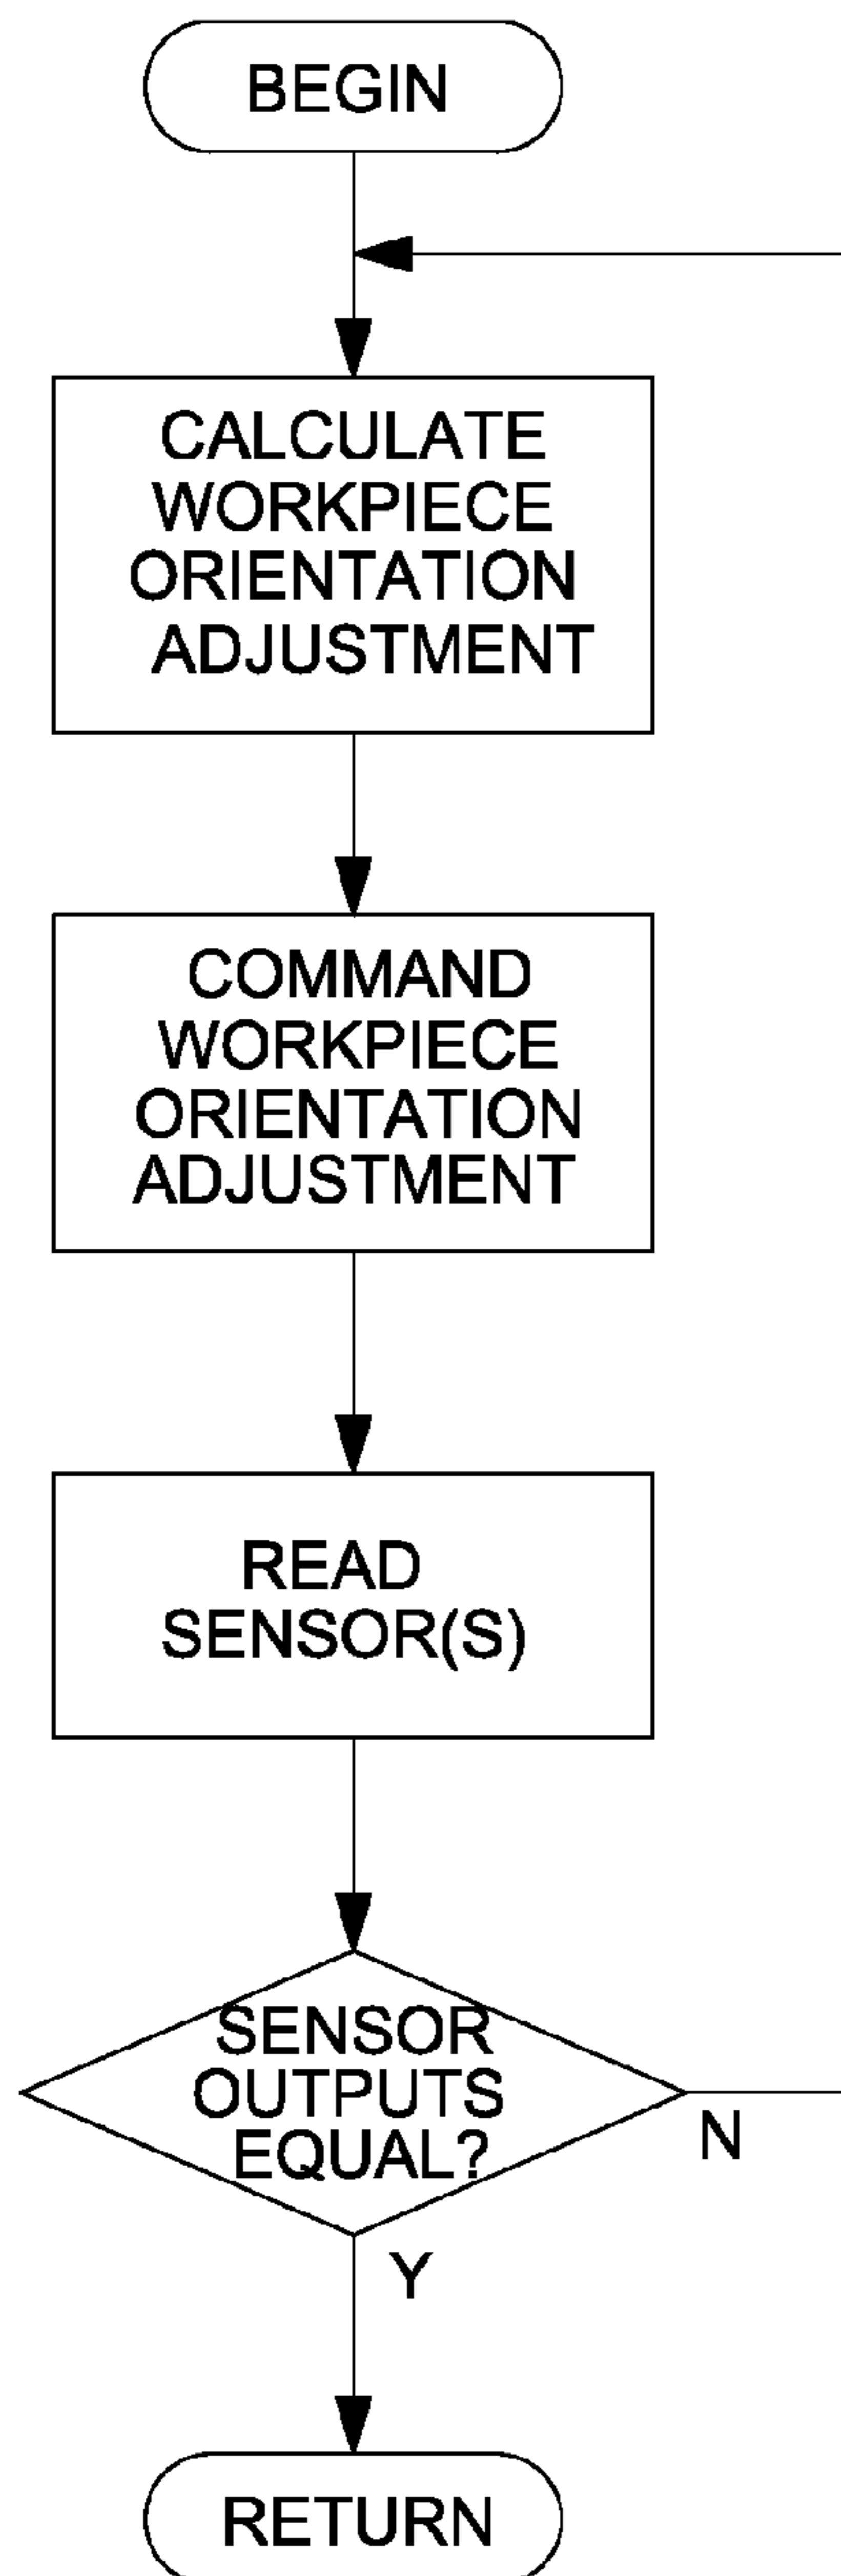 BEGIN
CALCULATE
WORKPIECE
ORIENTATION
ADJUSTMENT
COMMAND
WORKPIECE
ORIENTATION
ADJUSTMENT
READ
SENSOR(S)
SENSOR
OUTPUTS
EQUAL?
N
Y
RETURN